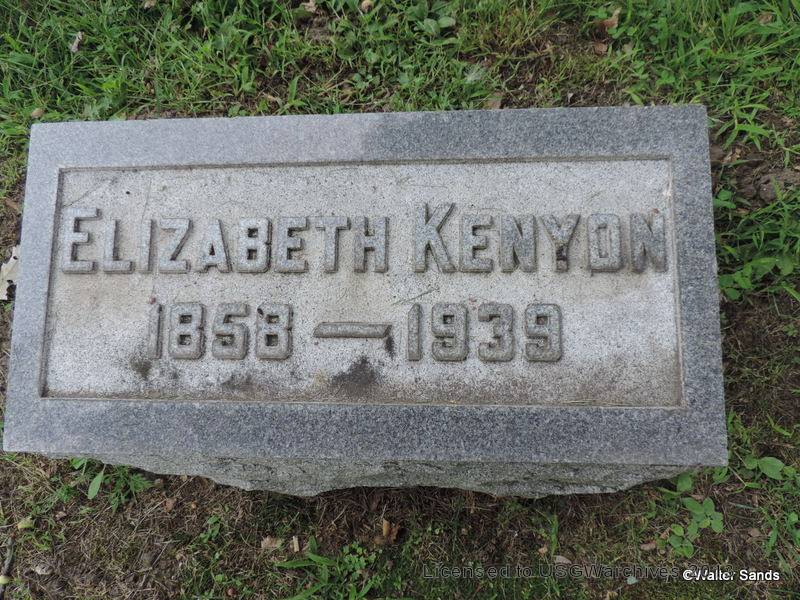 ELIZABETH KENYON
1858 — 1939
Licensed to USGWarchives
©Walter Sands